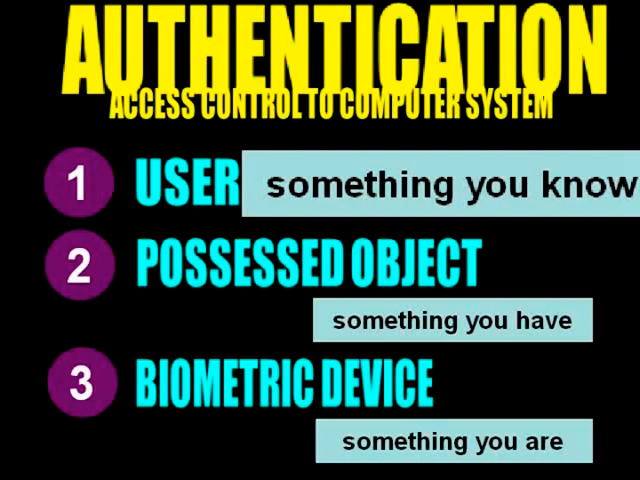 AUTHENTICATION
ACCESS CONTROL TO COMPUTER SYSTEM
1 USER something you know
2 POSSESSED OBJECT
something you have
3 BIOMETRIC DEVICE
something you are